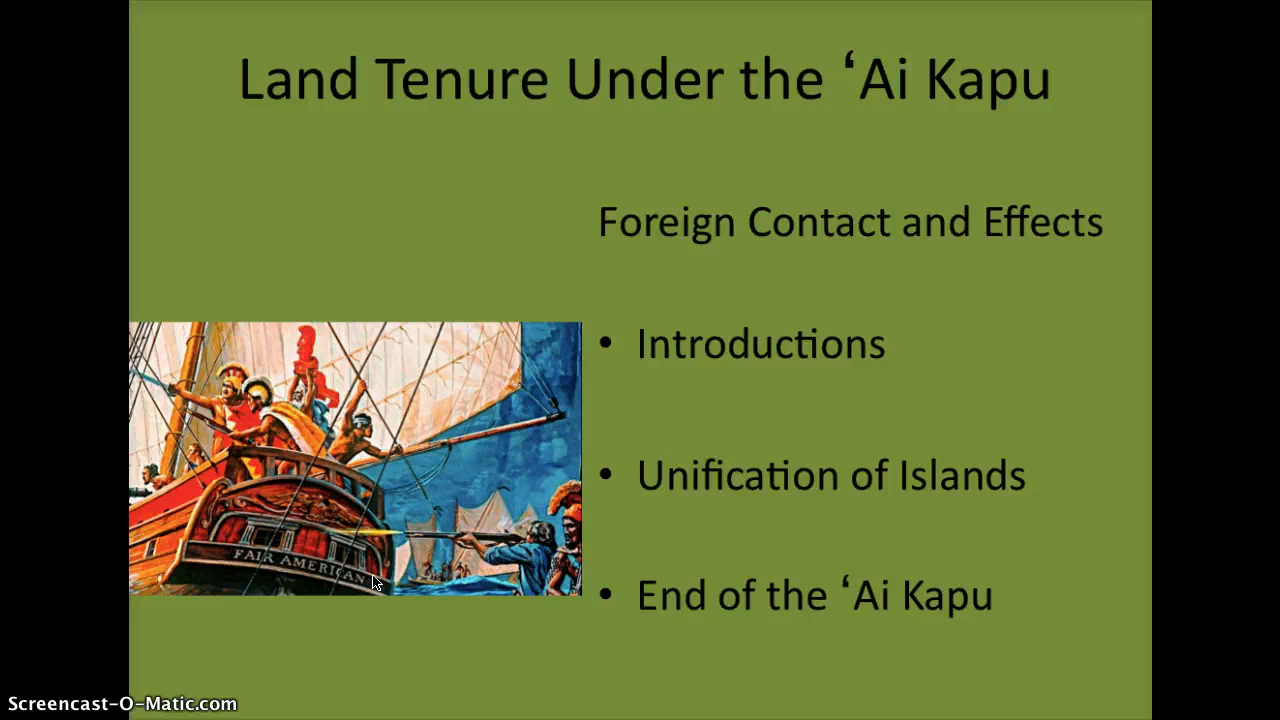 Land Tenure Under the ʻAi Kapu
Foreign Contact and Effects
• Introductions
• Unification of Islands
• End of the ʻAi Kapu
FAIR AMERICAN
Screencast-O-Matic.com